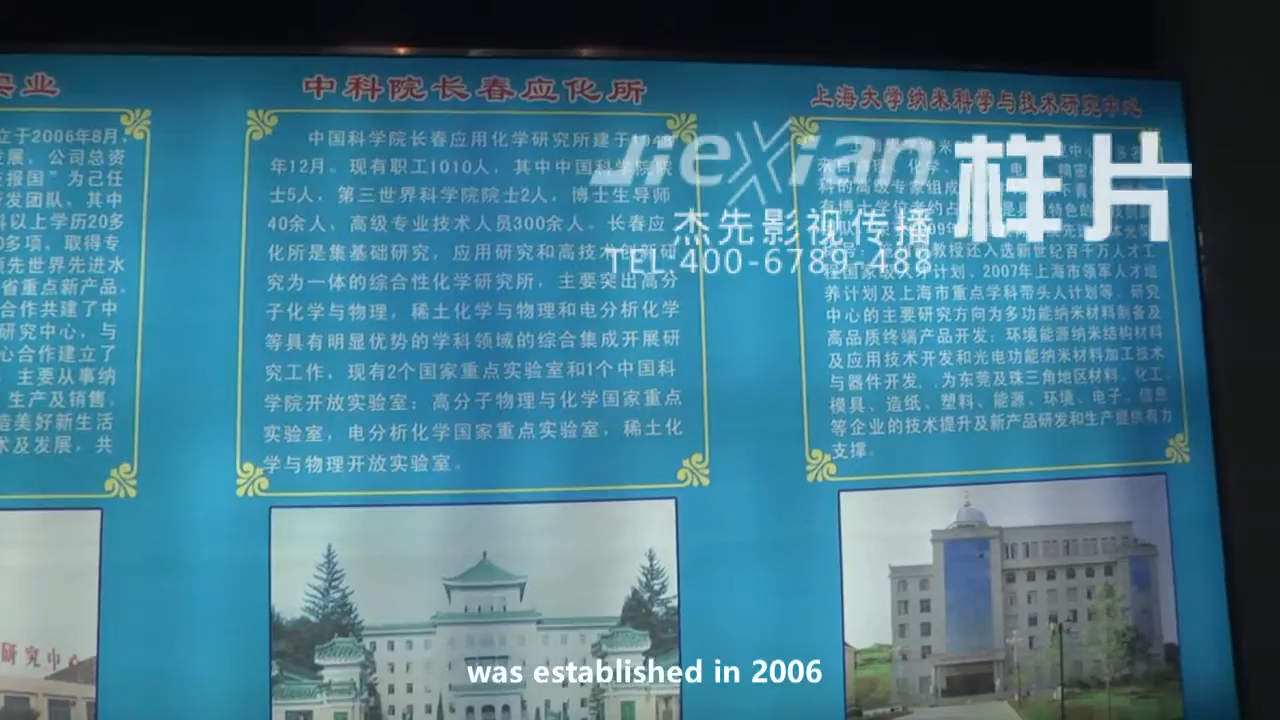 实业
立于2006年8月，
发展，公司总资
报国”为己任
发团队，其中
科以上学历20多
0多项。取得专
领先世界先进水
省重点新产品。
合作共建了中
研究中心，与
心合作建立了
主要从事纳
生产及销售。
造美好新生活
术及发展，共
研究中心
中科院长春应化所
中国科学院长春应用化学研究所建于1948
年12月。现有职工1010人，其中中国科学院院
士5人，第三世界科学院院士2人，博士生导师
40余人，高级专业技术人员300余人。长春应
化所是集基础研究，应用研究和高技术创新研
究为一体的综合性化学研究所，主要突出高分
子化学与物理，稀土化学与物理和电分析化学
等具有明显优势的学科领域的综合集成开展研
究工作，现有2个国家重点实验室和1个中国科
学院开放实验室：高分子物理与化学国家重点
实验室，电分析化学国家重点实验室，稀土化
学与物理开放实验室。
上海大学纳米科学与技术研究中心
科的高级专家组成
教授还入选新世纪百千万人才工
程国家级人选计划，2007年上海市领军人才培
养计划及上海市重点学科带头人计划等。研究
中心的主要研究方向为多功能纳米材料制备及
高品质终端产品开发；环境能源纳米结构材料
及应用技术开发和光电功能纳米材料加工技术
与器件开发。为东莞及珠三角地区材料、化工、
模具、造纸、塑料、能源、环境、电子、信息
等企业的技术提升及新产品研发和生产提供有力
支撑。
Jiexian 样片
杰先影视传播
TEL:400-6789-488
was established in 2006